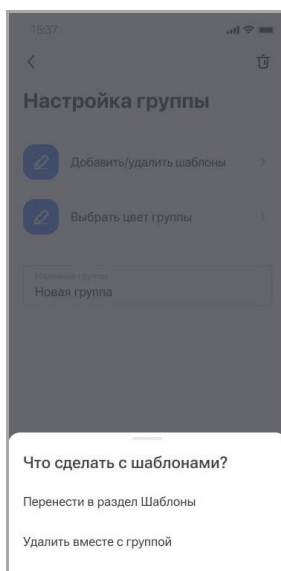 15:37
Настройка группы
Добавить/удалить шаблоны
Выбрать цвет группы
Название группы
Новая группа
Что сделать с шаблонами?
Перенести в раздел Шаблоны
Удалить вместе с группой